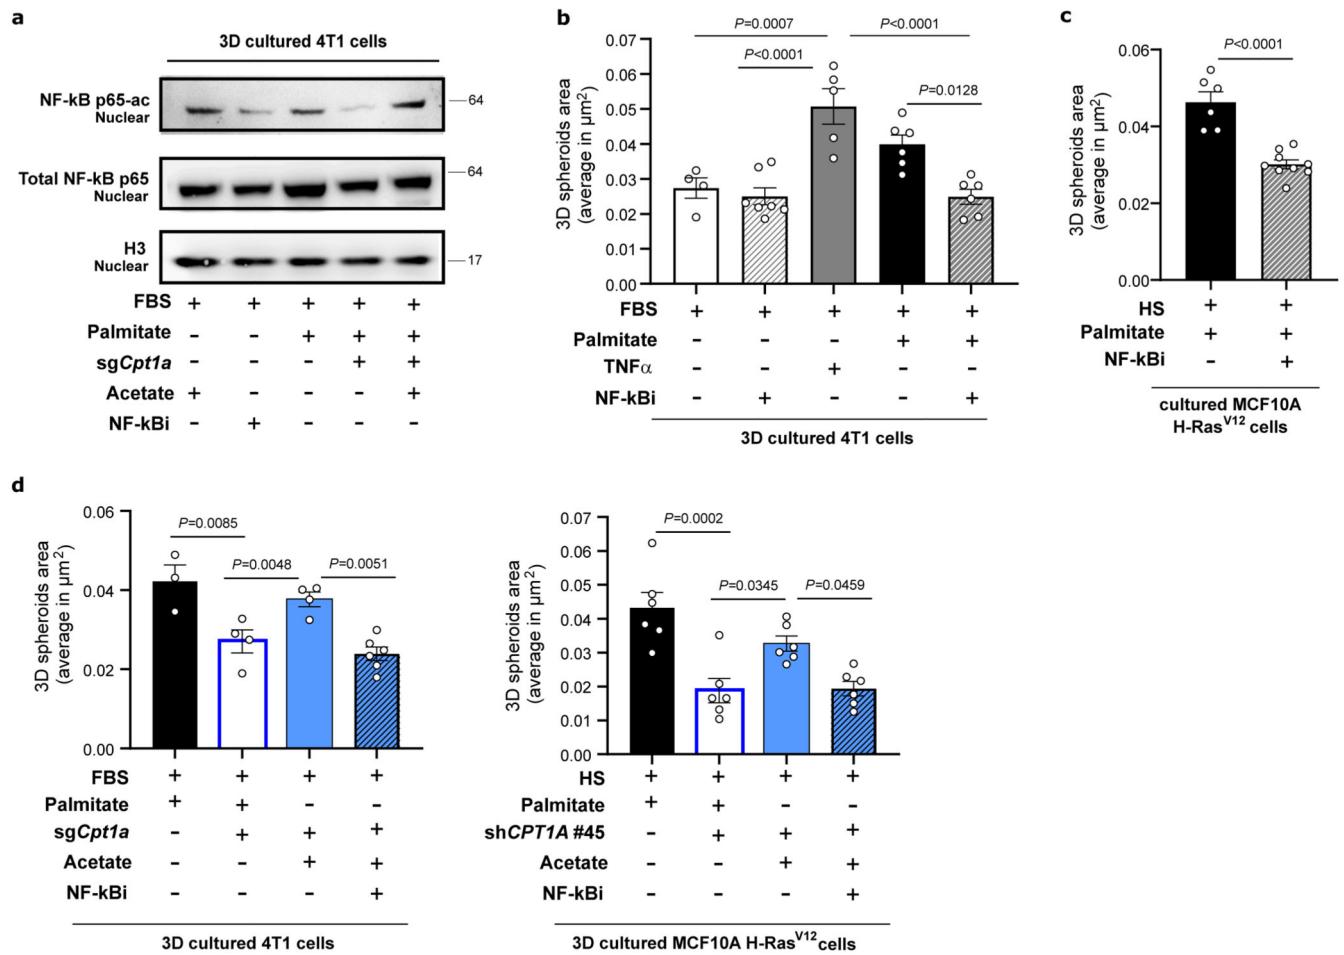 a
3D cultured 4T1 cells
NF-kB p65-ac
Nuclear
64
Total NF-kB p65
Nuclear
64
H3
Nuclear
17
FBS + + + + +
Palmitate - - + + +
sgCpt1a - - - + +
Acetate + - - - +
NF-kBi - + - - -
b
3D spheroids area
(average in µm²)
0.07
0.06
0.05
0.04
0.03
0.02
0.01
0.00
P=0.0007
P<0.0001
P<0.0001
P=0.0128
FBS + + + + +
Palmitate - - - + +
TNFα - - + - -
NF-kBi - + - - +
3D cultured 4T1 cells
c
3D spheroids area
(average in µm²)
0.06
0.04
0.02
0.00
P<0.0001
HS + +
Palmitate + +
NF-kBi - +
cultured MCF10A
H-Rasⱽ¹² cells
d
3D spheroids area
(average in µm²)
0.06
0.04
0.02
0.00
P=0.0085
P=0.0048
P=0.0051
FBS + + + +
Palmitate + + - -
sgCpt1a - + + +
Acetate - - + +
NF-kBi - - - +
3D cultured 4T1 cells
3D spheroids area
(average in µm²)
0.07
0.06
0.05
0.04
0.03
0.02
0.01
0.00
P=0.0002
P=0.0345
P=0.0459
HS + + + +
Palmitate + + - -
shCPT1A #45 - + + +
Acetate - - + +
NF-kBi - - - +
3D cultured MCF10A H-Rasⱽ¹² cells